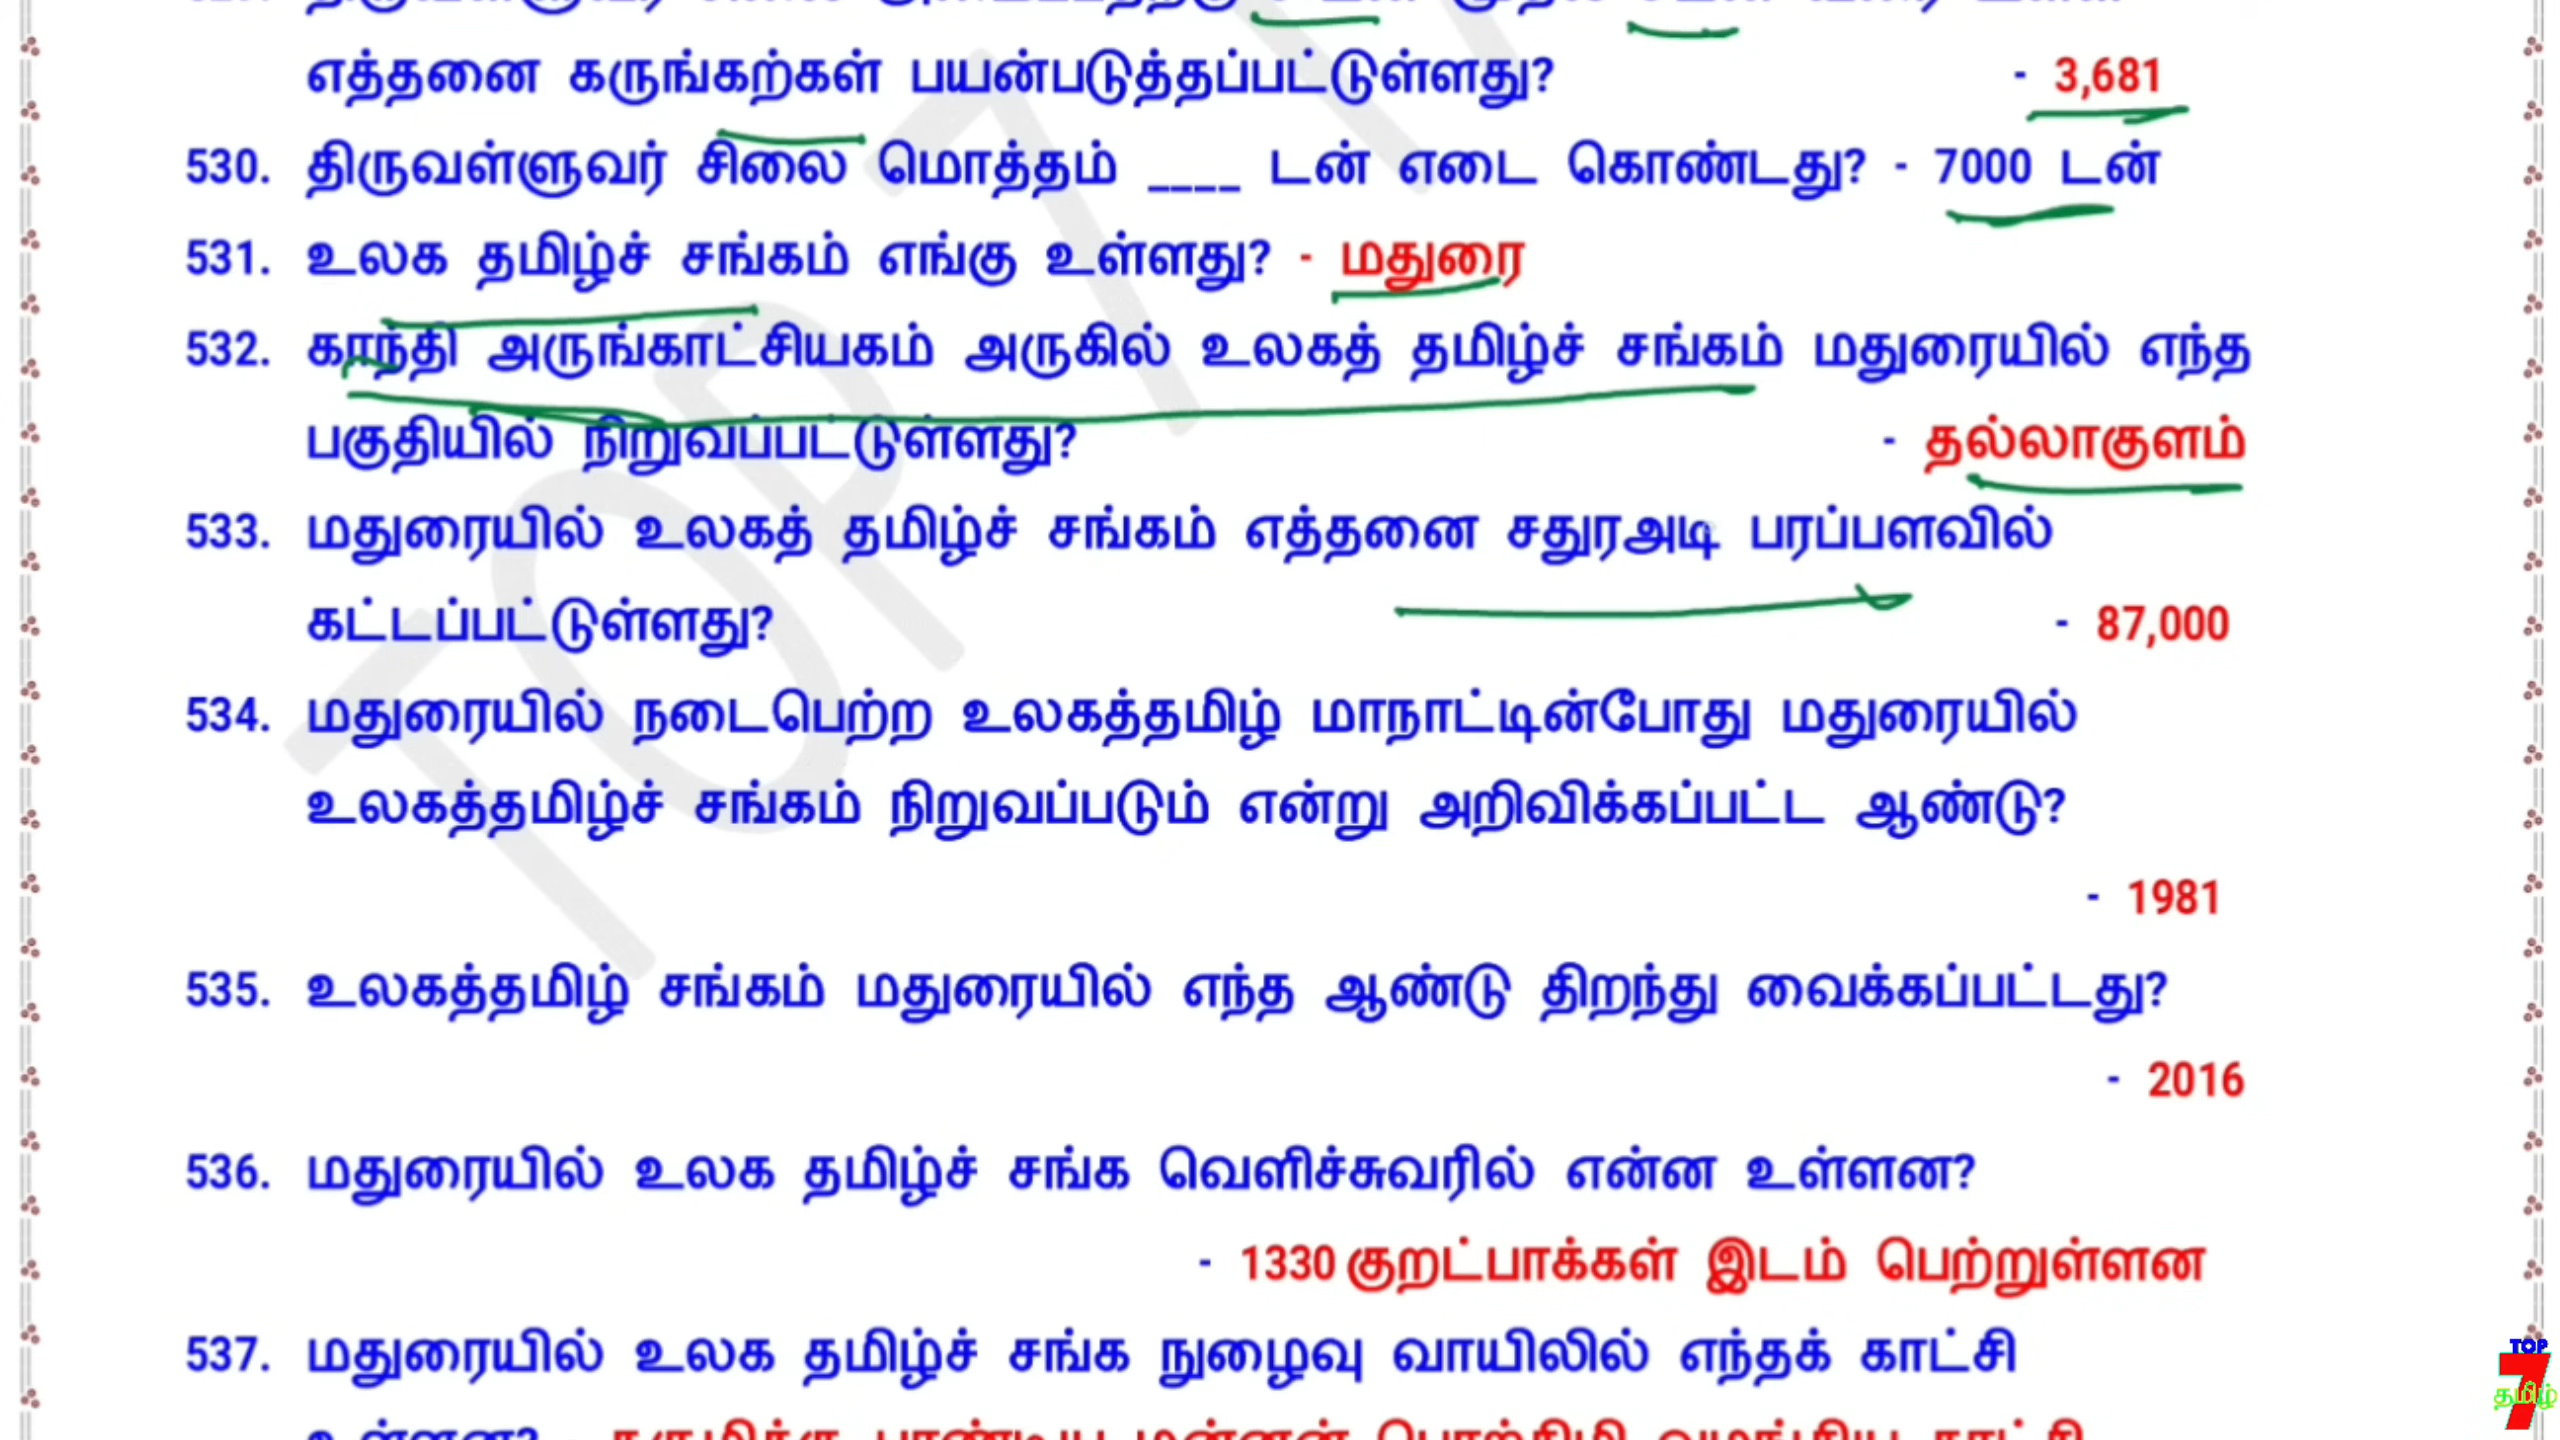 எத்தனை கருங்கற்கள் பயன்படுத்தப்பட்டுள்ளது? - 3,681
530. திருவள்ளுவர் சிலை மொத்தம் ____ டன் எடை கொண்டது? - 7000 டன்
531. உலக தமிழ்ச் சங்கம் எங்கு உள்ளது? - மதுரை
532. காந்தி அருங்காட்சியகம் அருகில் உலகத் தமிழ்ச் சங்கம் மதுரையில் எந்த
பகுதியில் நிறுவப்பட்டுள்ளது? - தல்லாகுளம்
533. மதுரையில் உலகத் தமிழ்ச் சங்கம் எத்தனை சதுரஅடி பரப்பளவில்
கட்டப்பட்டுள்ளது? - 87,000
534. மதுரையில் நடைபெற்ற உலகத்தமிழ் மாநாட்டின்போது மதுரையில்
உலகத்தமிழ்ச் சங்கம் நிறுவப்படும் என்று அறிவிக்கப்பட்ட ஆண்டு?
- 1981
535. உலகத்தமிழ் சங்கம் மதுரையில் எந்த ஆண்டு திறந்து வைக்கப்பட்டது?
- 2016
536. மதுரையில் உலக தமிழ்ச் சங்க வெளிச்சுவரில் என்ன உள்ளன?
- 1330 குறட்பாக்கள் இடம் பெற்றுள்ளன
537. மதுரையில் உலக தமிழ்ச் சங்க நுழைவு வாயிலில் எந்தக் காட்சி
TOP
7
தமிழ்